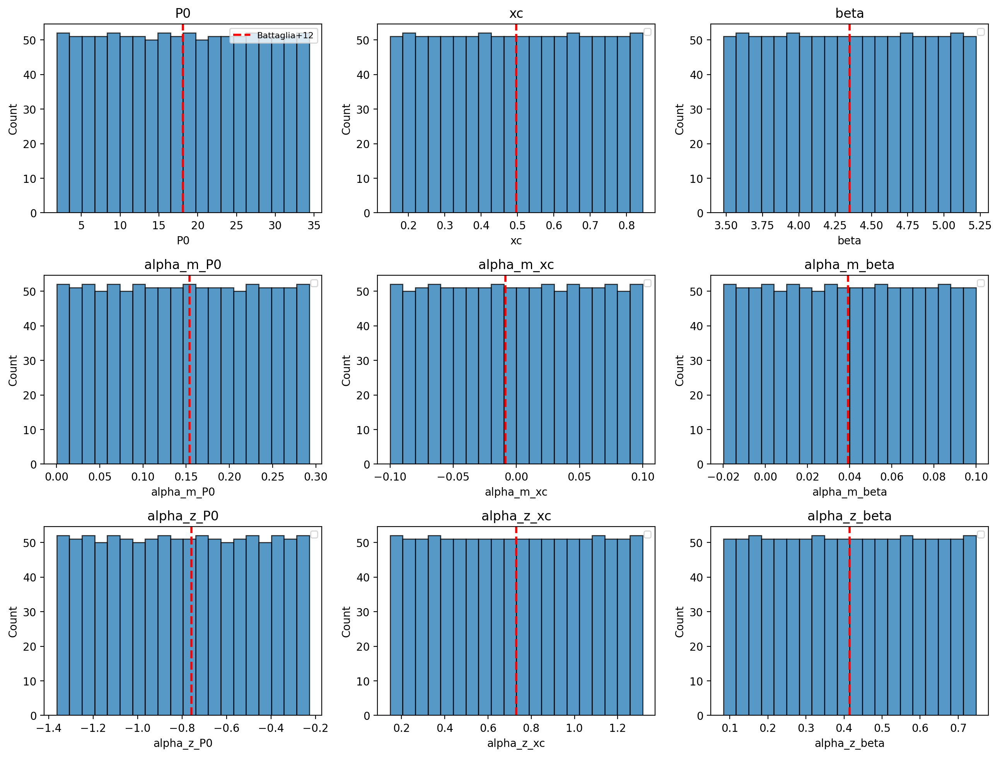 P0
xc
beta
50
40
30
20
10
0
Count
Battaglia+12
5 10 15 20 25 30 35
P0
50
40
30
20
10
0
Count
0.2 0.3 0.4 0.5 0.6 0.7 0.8
xc
50
40
30
20
10
0
Count
3.50 3.75 4.00 4.25 4.50 4.75 5.00 5.25
beta
alpha_m_P0
alpha_m_xc
alpha_m_beta
50
40
30
20
10
0
Count
0.00 0.05 0.10 0.15 0.20 0.25 0.30
alpha_m_P0
50
40
30
20
10
0
Count
−0.10 −0.05 0.00 0.05 0.10
alpha_m_xc
50
40
30
20
10
0
Count
−0.02 0.00 0.02 0.04 0.06 0.08 0.10
alpha_m_beta
alpha_z_P0
alpha_z_xc
alpha_z_beta
50
40
30
20
10
0
Count
−1.4 −1.2 −1.0 −0.8 −0.6 −0.4 −0.2
alpha_z_P0
50
40
30
20
10
0
Count
0.2 0.4 0.6 0.8 1.0 1.2
alpha_z_xc
50
40
30
20
10
0
Count
0.1 0.2 0.3 0.4 0.5 0.6 0.7
alpha_z_beta